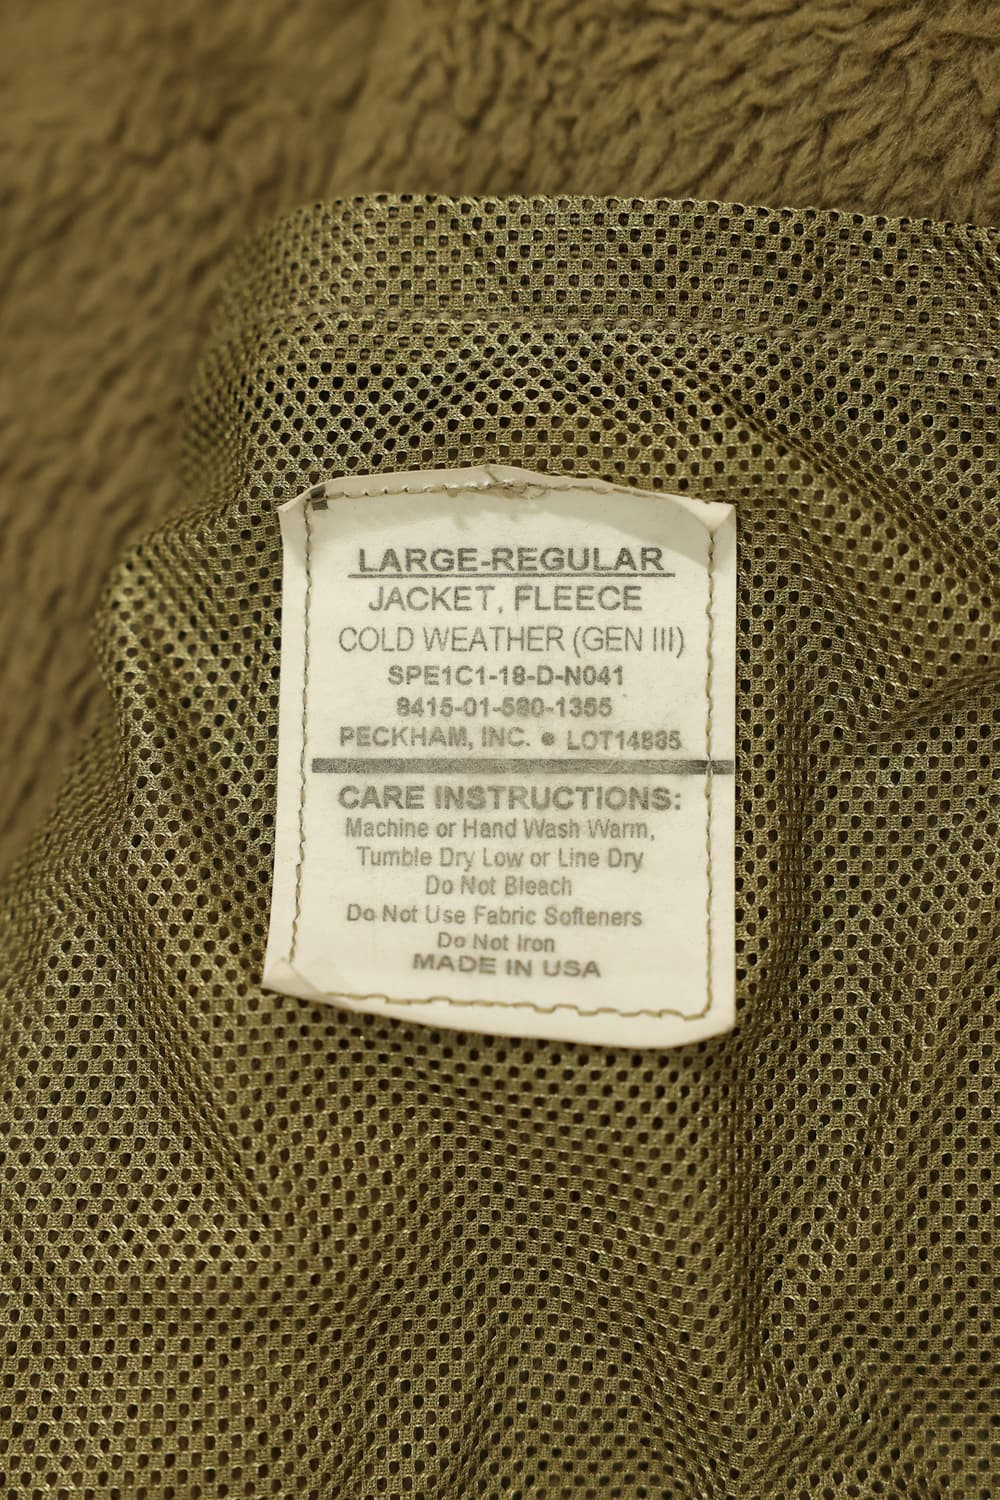 LARGE-REGULAR
JACKET, FLEECE
COLD WEATHER (GEN III)
SPE1C1-18-D-N041
8415-01-580-1355
PECKHAM, INC. • LOT14885
CARE INSTRUCTIONS:
Machine or Hand Wash Warm,
Tumble Dry Low or Line Dry
Do Not Bleach
Do Not Use Fabric Softeners
Do Not Iron
MADE IN USA